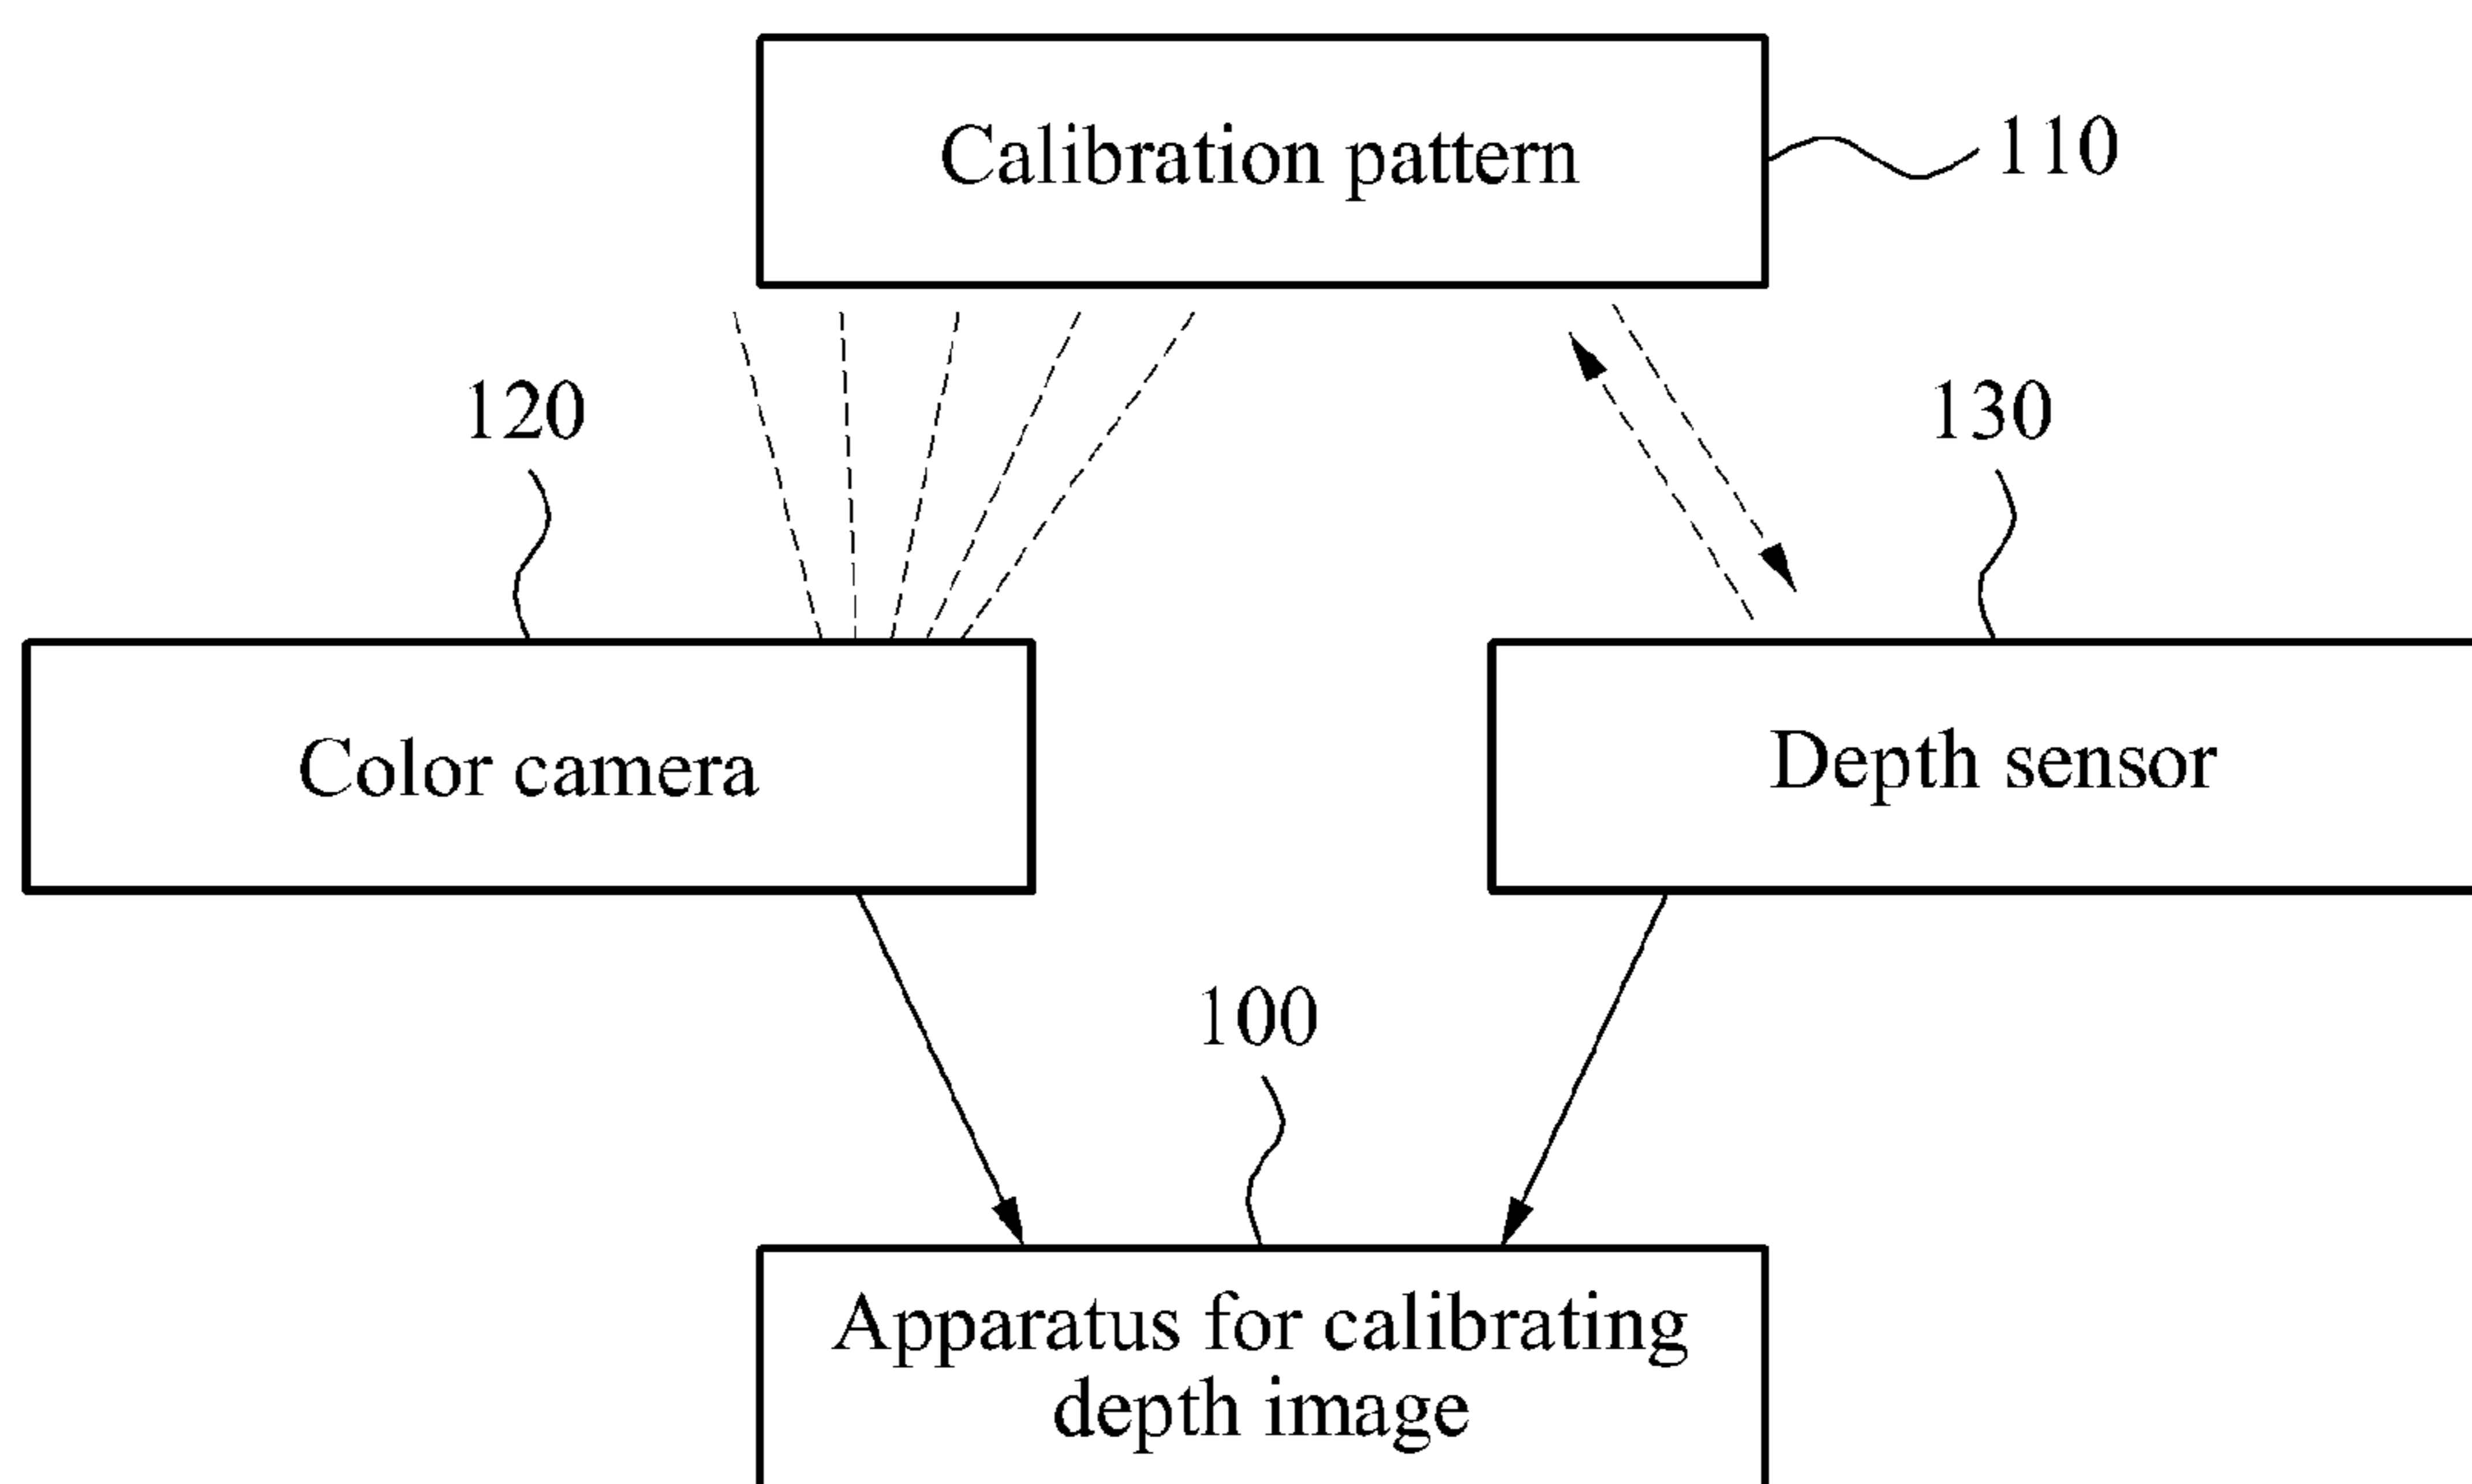 Calibration pattern
110
120
130
Color camera
Depth sensor
100
Apparatus for calibrating
depth image